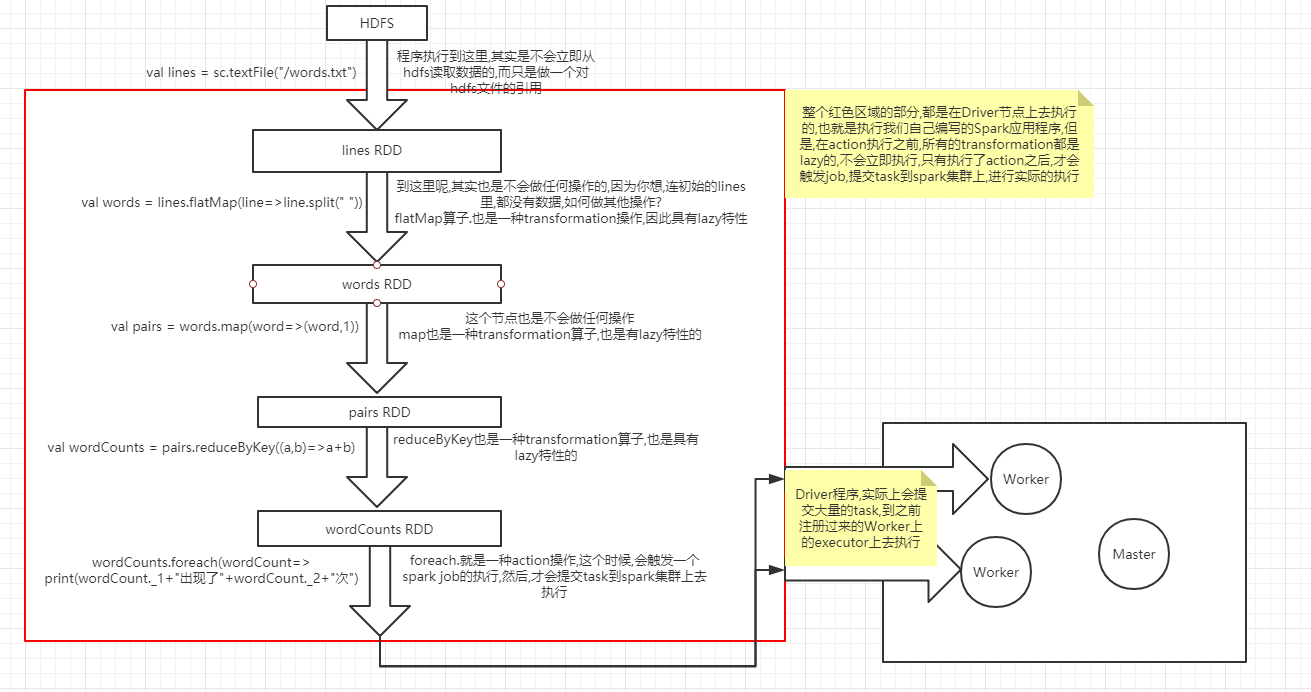 HDFS
val lines = sc.textFile("/words.txt")
程序执行到这里,其实是不会立即从
hdfs读取数据的,而只是做一个对
hdfs文件的引用
整个红色区域的部分,都是在Driver节点上去执行
的,也就是执行我们自己编写的Spark应用程序,但
是,在action执行之前,所有的transformation都是
lazy的,不会立即执行,只有执行了action之后,才会
触发job,提交task到spark集群上,进行实际的执行
lines RDD
val words = lines.flatMap(line=>line.split(" "))
到这里呢,其实也是不会做任何操作的,因为你想,连初始的lines
里,都没有数据,如何做其他操作?
flatMap算子.也是一种transformation操作,因此具有lazy特性
words RDD
val pairs = words.map(word=>(word,1))
这个节点也是不会做任何操作
map也是一种transformation算子,也是有lazy特性的
pairs RDD
val wordCounts = pairs.reduceByKey((a,b)=>a+b)
reduceByKey也是一种transformation算子,也是具有
lazy特性的
wordCounts RDD
wordCounts.foreach(wordCount=>
print(wordCount._1+"出现了"+wordCount._2+"次")
foreach.就是一种action操作,这个时候,会触发一个
spark job的执行,然后,才会提交task到spark集群上去
执行
Driver程序,实际上会提
交大量的task,到之前
注册过来的Worker上
的executor上去执行
Worker
Worker
Master